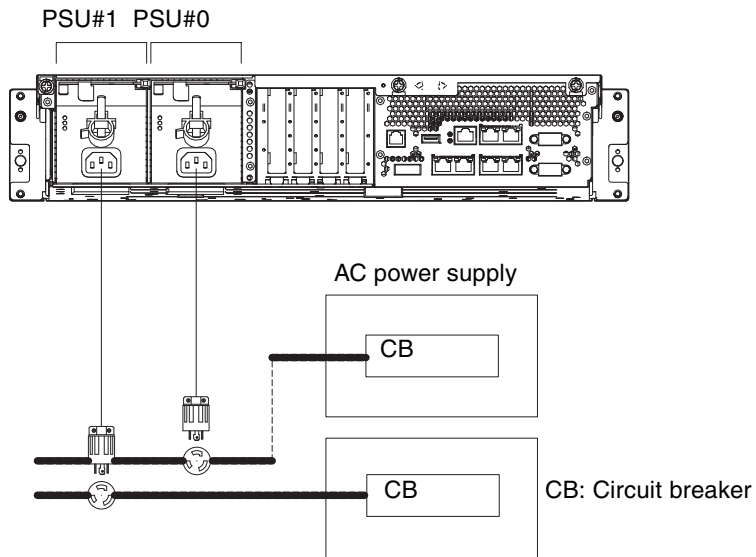 PSU#1 PSU#0
AC power supply
CB
CB
CB: Circuit breaker